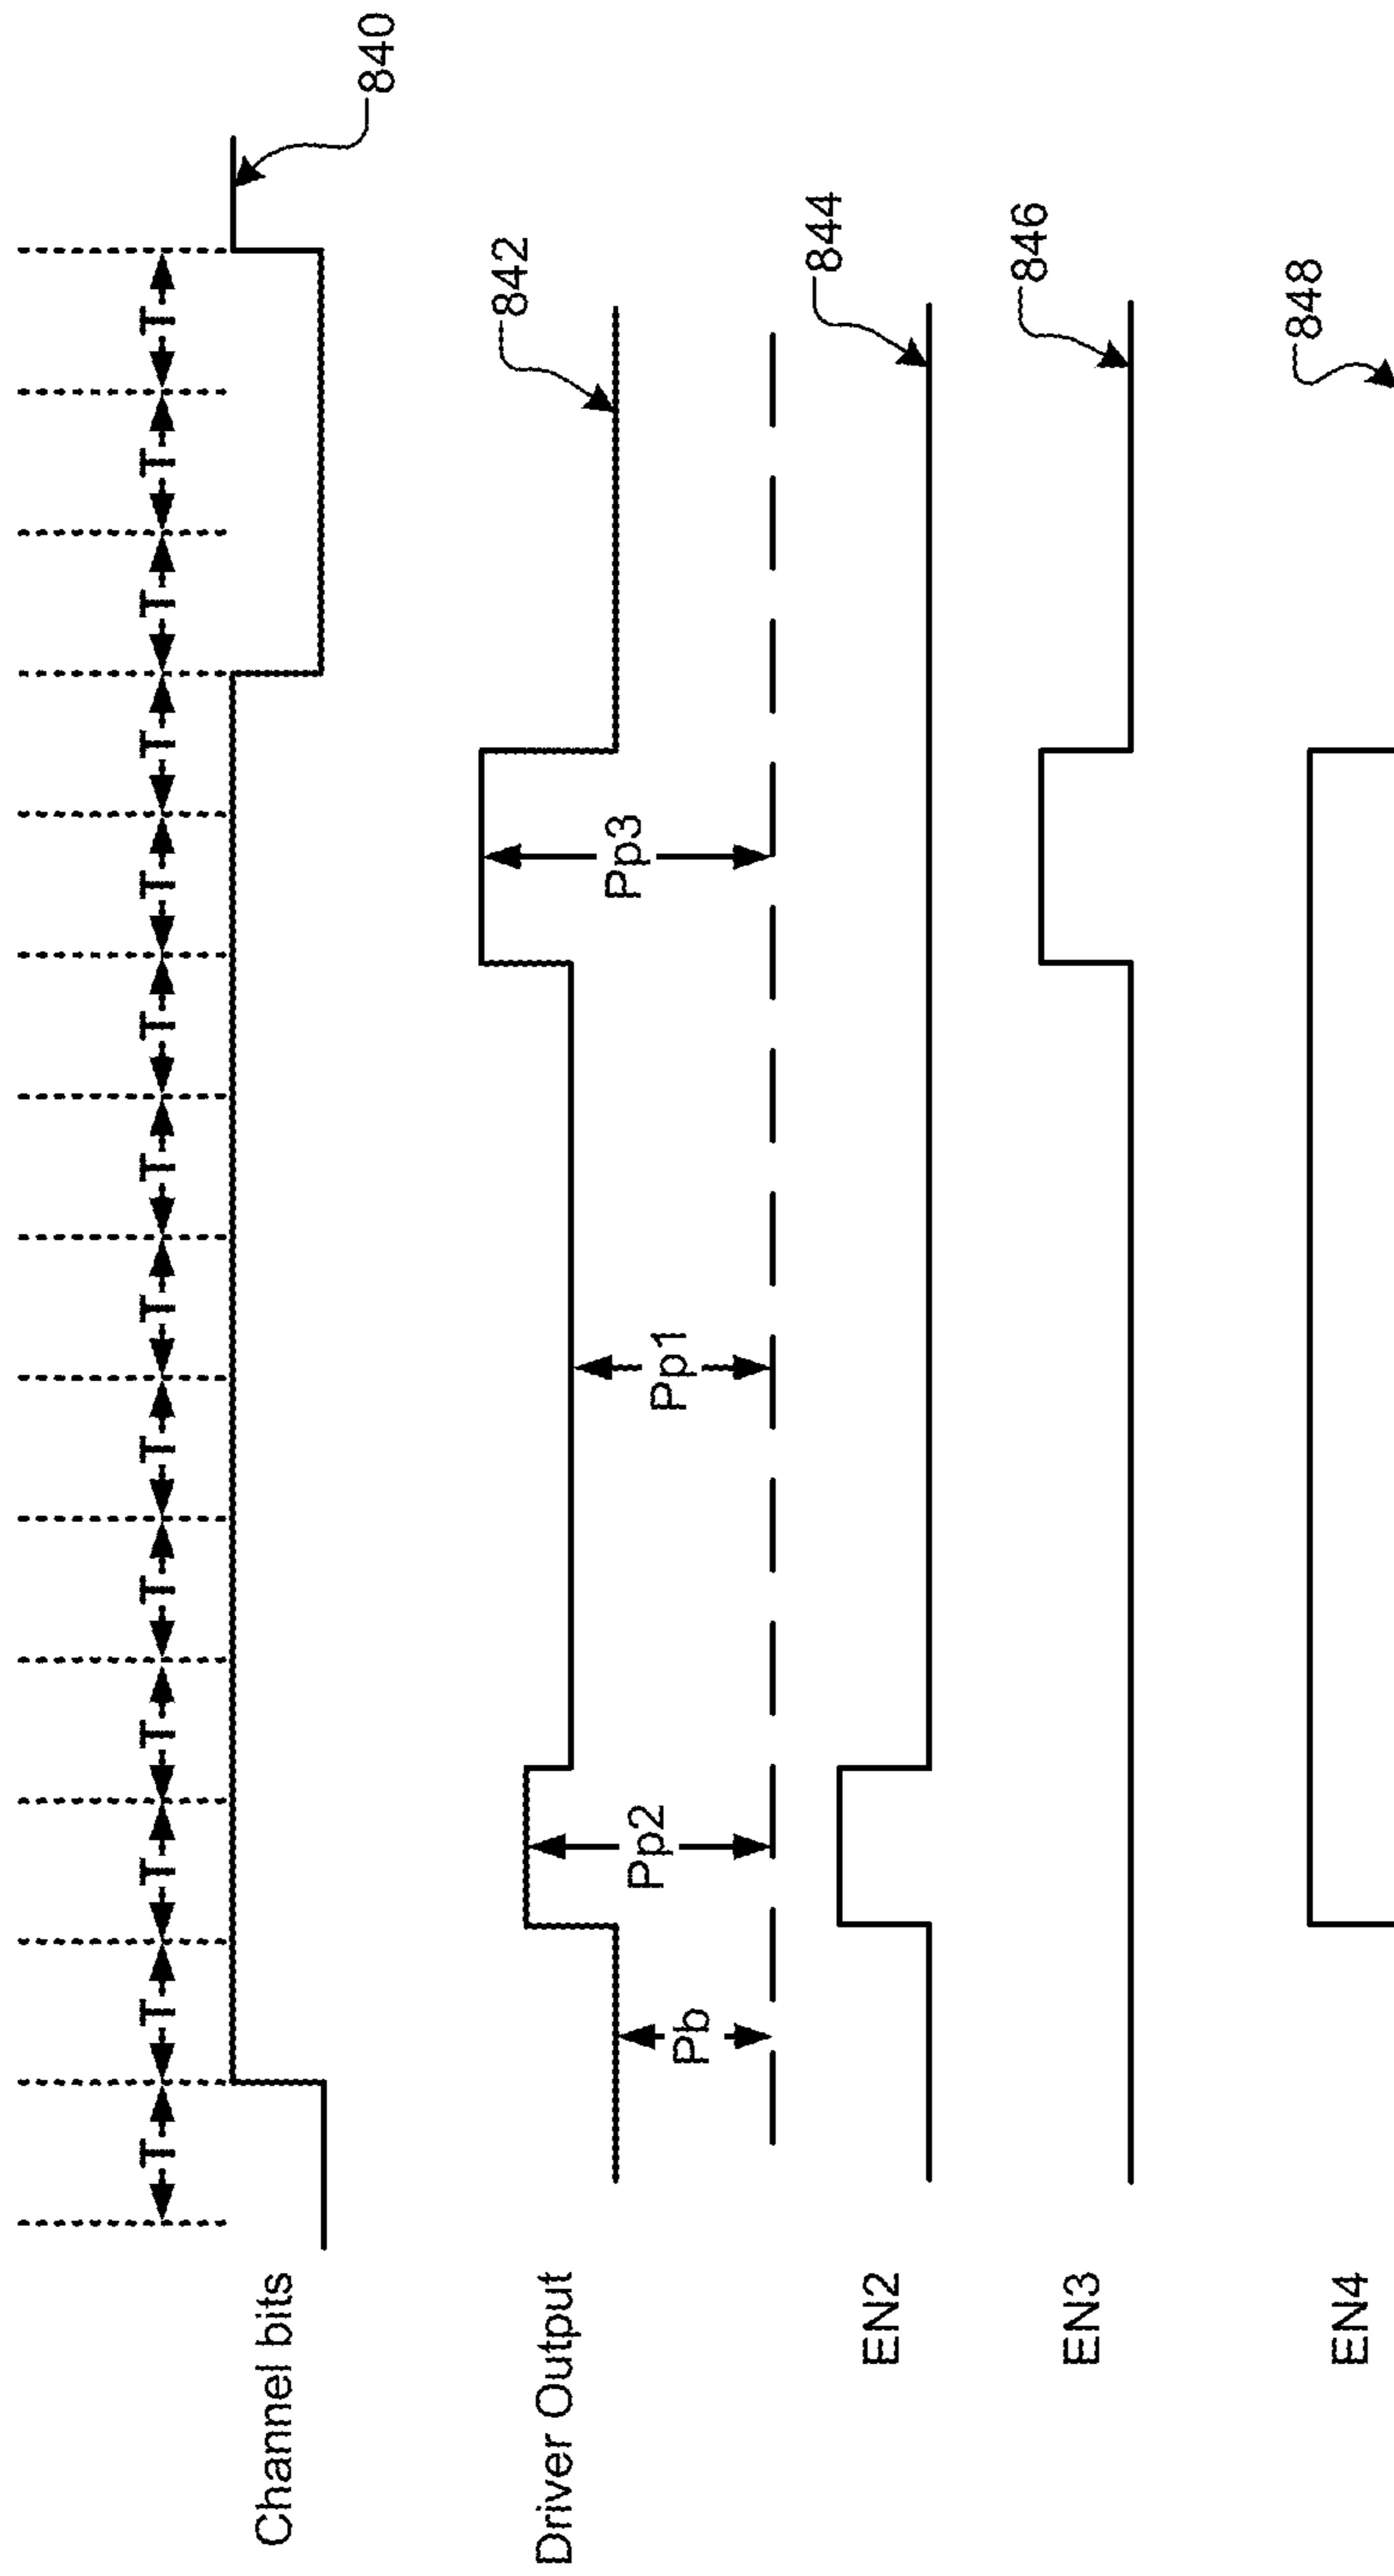 T T T T T T T T T T T T T T
Channel bits
840
Driver Output
842
Pb
Pp2
Pp1
Pp3
EN2
844
EN3
846
EN4
848